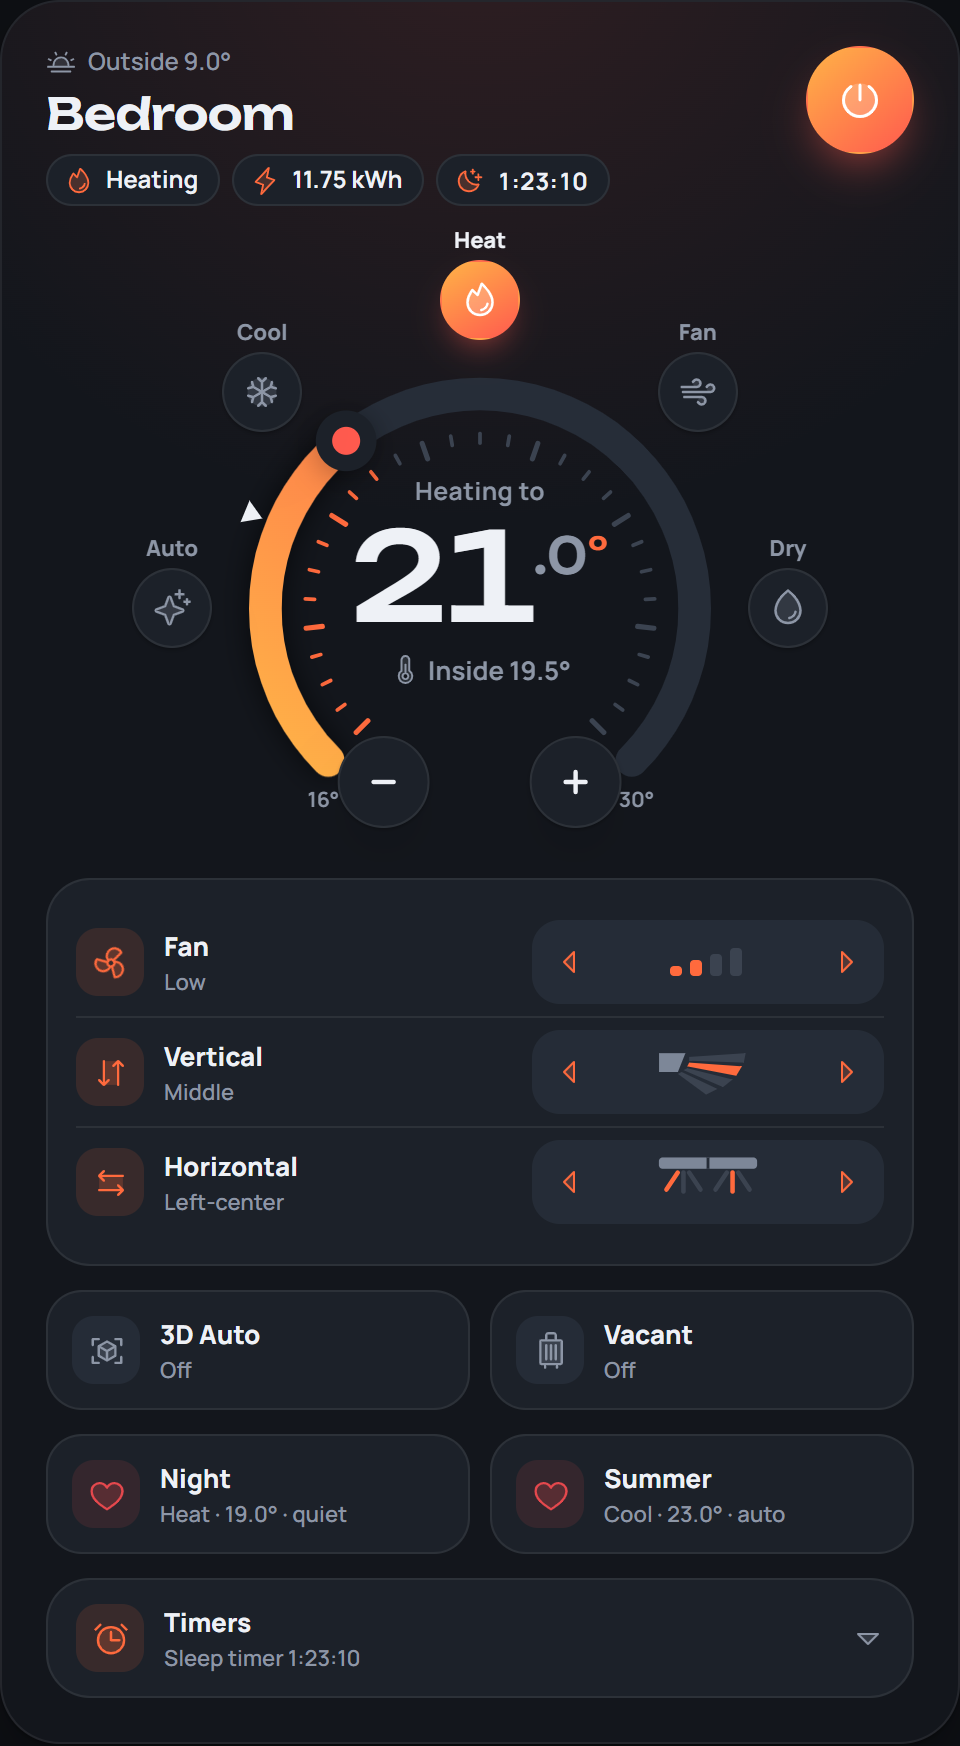 Outside 9.0°
Bedroom
Heating
11.75 kWh
1:23:10
Heat
Cool
Fan
Auto
Dry
Heating to
21.0°
Inside 19.5°
16°
30°
Fan
Low
Vertical
Middle
Horizontal
Left-center
3D Auto
Off
Vacant
Off
Night
Heat · 19.0° · quiet
Summer
Cool · 23.0° · auto
Timers
Sleep timer 1:23:10